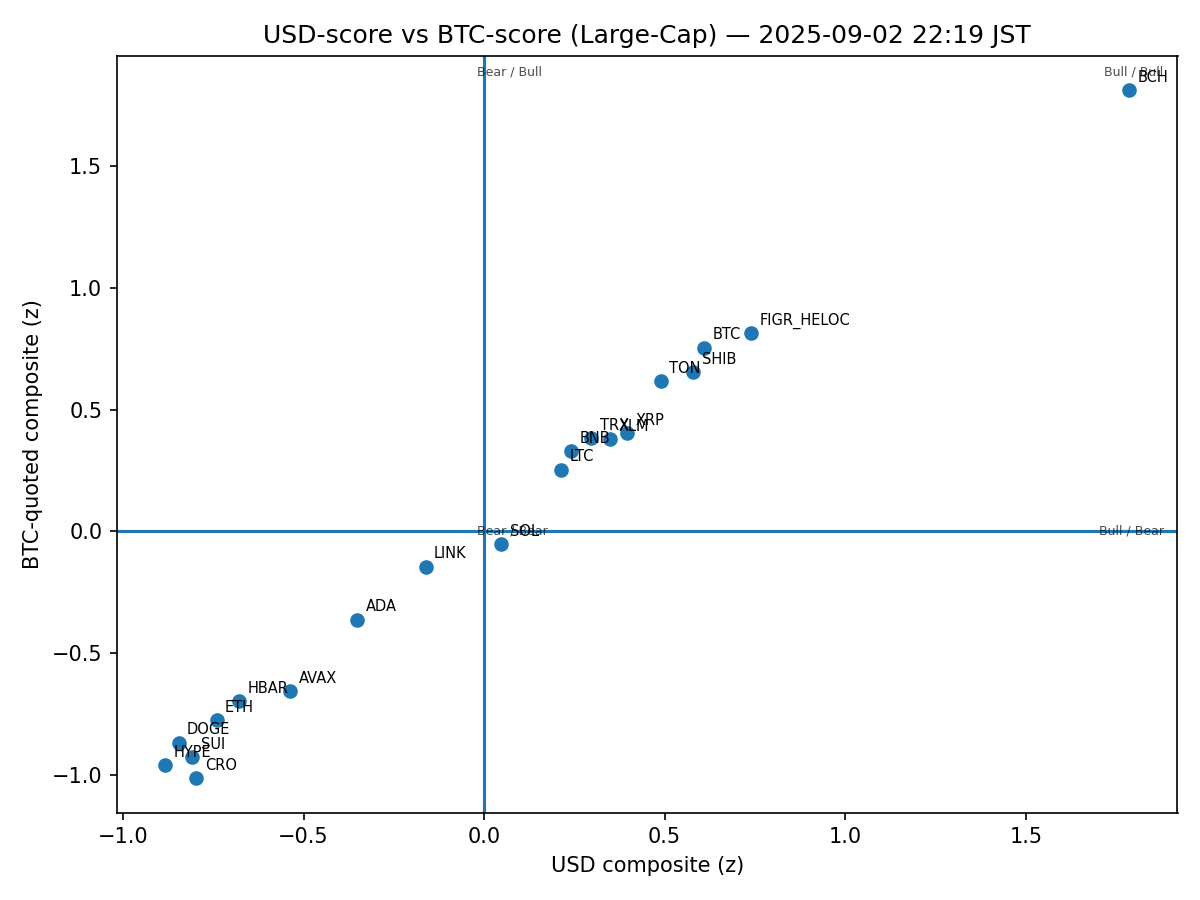 USD-score vs BTC-score (Large-Cap) — 2025-09-02 22:19 JST
Bear / Bull
Bull / Bull
BCH
1.5
1.0
FIGR_HELOC
BTC
SHIB
TON
0.5
XRP
TRX
XLM
BNB
LTC
0.0
Bear / Bear
SOL
Bull / Bear
LINK
ADA
−0.5
AVAX
HBAR
ETH
DOGE
SUI
HYPE
CRO
−1.0
BTC-quoted composite (z)
−1.0
−0.5
0.0
0.5
1.0
1.5
USD composite (z)